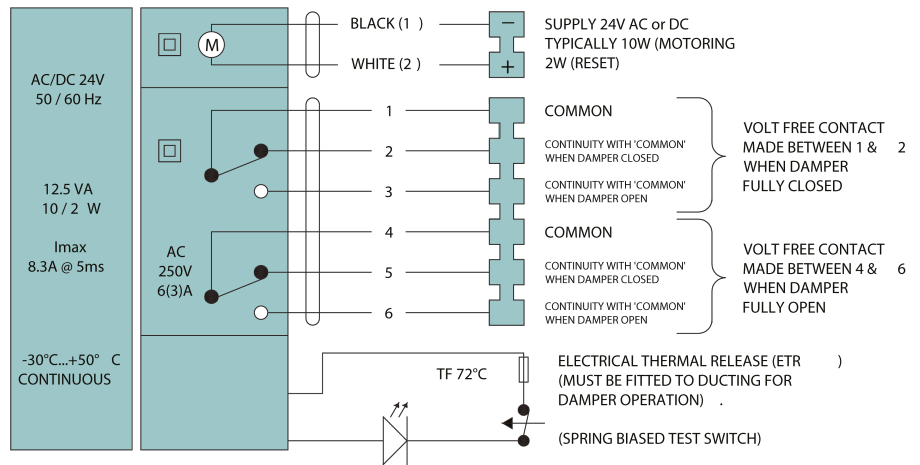 AC/DC 24V
50 / 60 Hz
12.5 VA
10 / 2 W
Imax
8.3A @ 5ms
-30°C...+50° C
CONTINUOUS
M
AC
250V
6(3)A
BLACK (1 )
WHITE (2 )
1
2
3
4
5
6
−
+
SUPPLY 24V AC or DC
TYPICALLY 10W (MOTORING
2W (RESET)
COMMON
CONTINUITY WITH 'COMMON'
WHEN DAMPER CLOSED
CONTINUITY WITH 'COMMON'
WHEN DAMPER OPEN
COMMON
CONTINUITY WITH 'COMMON'
WHEN DAMPER CLOSED
CONTINUITY WITH 'COMMON'
WHEN DAMPER OPEN
VOLT FREE CONTACT
MADE BETWEEN 1 & 2
WHEN DAMPER
FULLY CLOSED
VOLT FREE CONTACT
MADE BETWEEN 4 & 6
WHEN DAMPER
FULLY OPEN
TF 72°C
ELECTRICAL THERMAL RELEASE (ETR )
(MUST BE FITTED TO DUCTING FOR
DAMPER OPERATION) .
(SPRING BIASED TEST SWITCH)